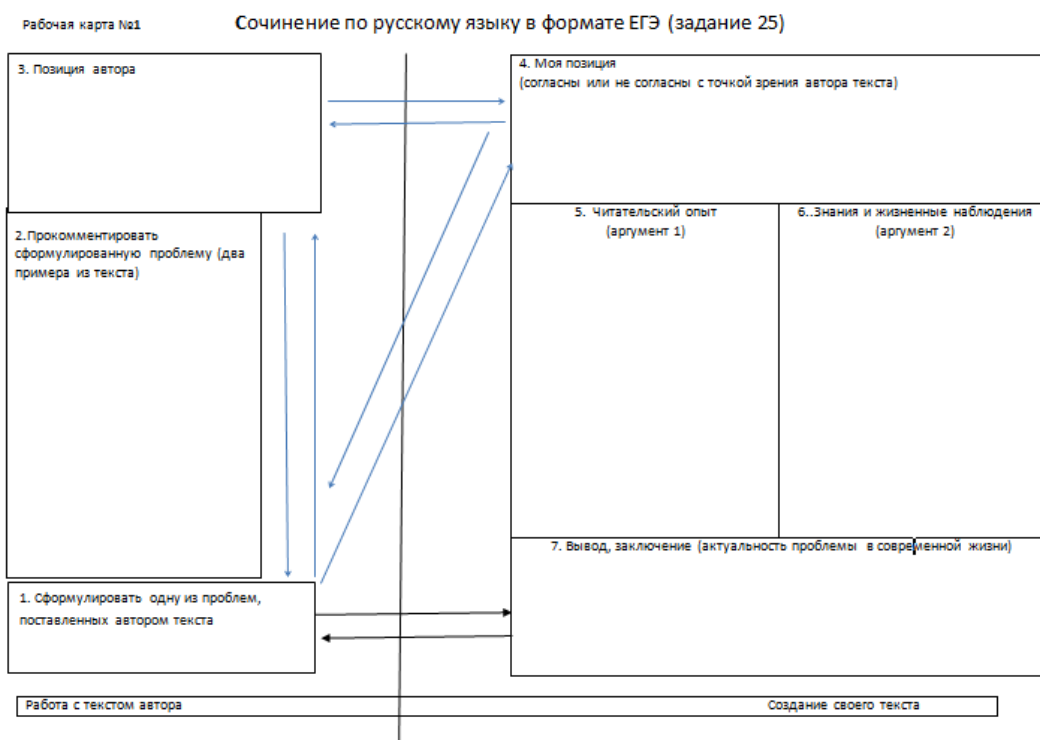 Рабочая карта №1
Сочинение по русскому языку в формате ЕГЭ (задание 25)
3. Позиция автора
4. Моя позиция
(согласны или не согласны с точкой зрения автора текста)
2.Прокомментировать
сформулированную проблему (два
примера из текста)
5. Читательский опыт
(аргумент 1)
6..Знания и жизненные наблюдения
(аргумент 2)
7. Вывод, заключение (актуальность проблемы в современной жизни)
1. Сформулировать одну из проблем,
поставленных автором текста
Работа с текстом автора
Создание своего текста